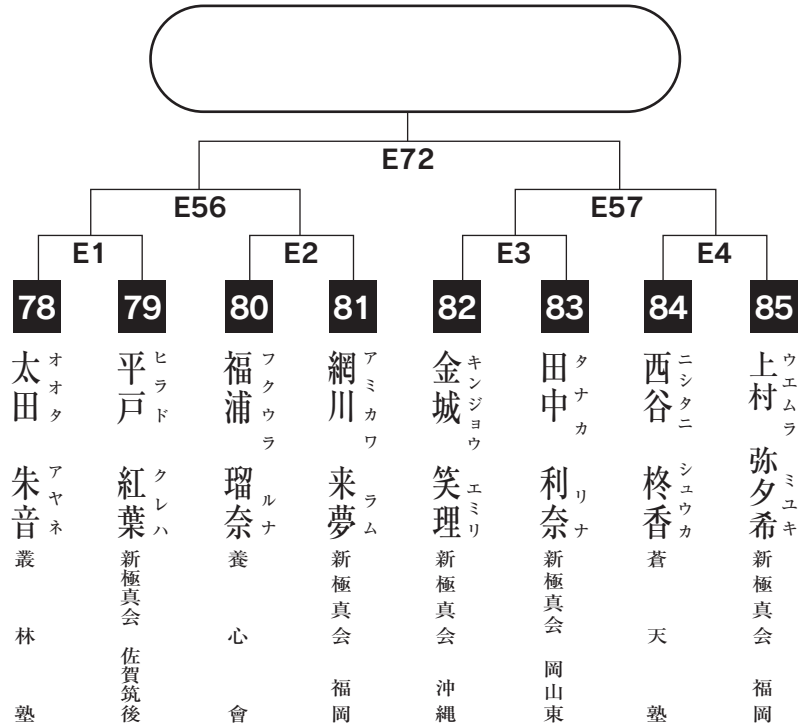 E72
E56
E57
E1
E2
E3
E4
78
79
80
81
82
83
84
85
太田 朱音
オオタ アヤネ
叢林塾
平戸 紅葉
ヒラド クレハ
新極真会 佐賀筑後
福浦 瑠奈
フクウラ ルナ
養心會
網川 来夢
アミカワ ラム
新極真会 福岡
金城 笑理
キンジョウ エミリ
新極真会 沖縄
田中 利奈
タナカ リナ
新極真会 岡山東
西谷 柊香
ニシタニ シュウカ
蒼天塾
上村 弥夕希
ウエムラ ミユキ
新極真会 福岡